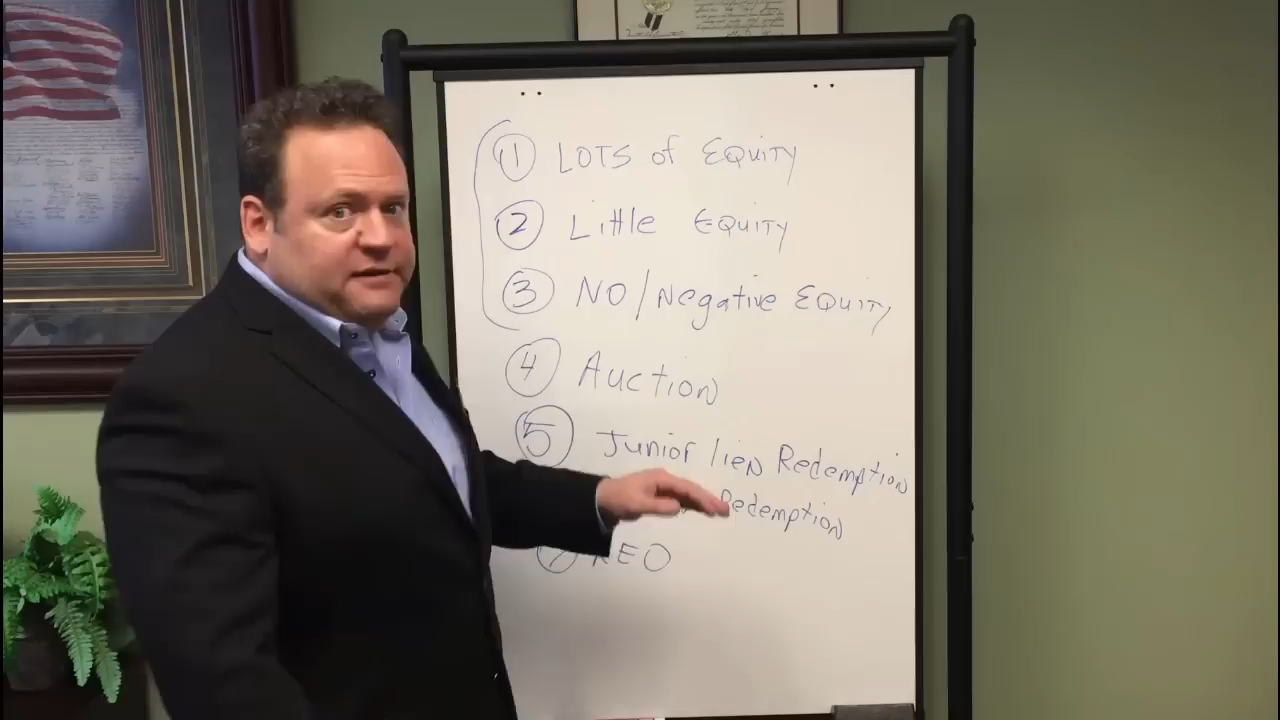 1 LOTS of EQUITY
2 Little EQUITY
3 NO/Negative EQUITY
4 Auction
5 Junior lien Redemption
Redemption
REO